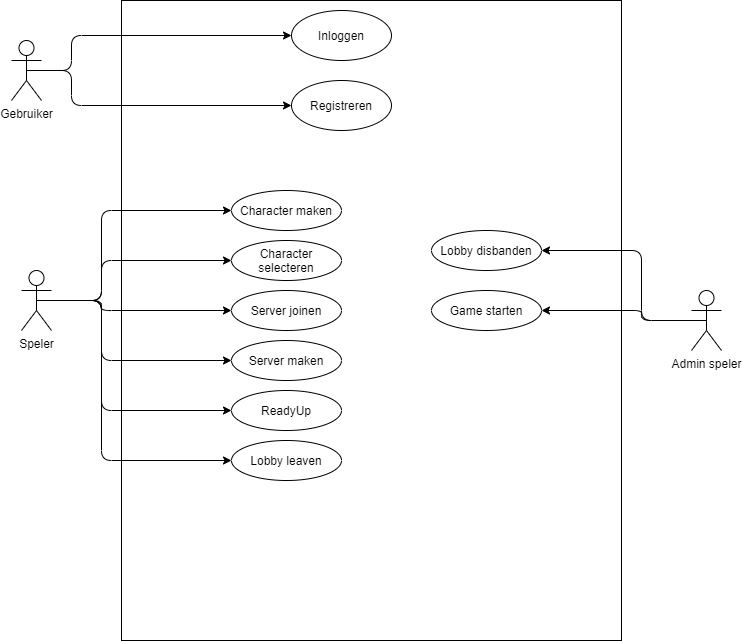 Inloggen
Registreren
Gebruiker
Character maken
Character
selecteren
Server joinen
Server maken
ReadyUp
Lobby leaven
Speler
Lobby disbanden
Game starten
Admin speler